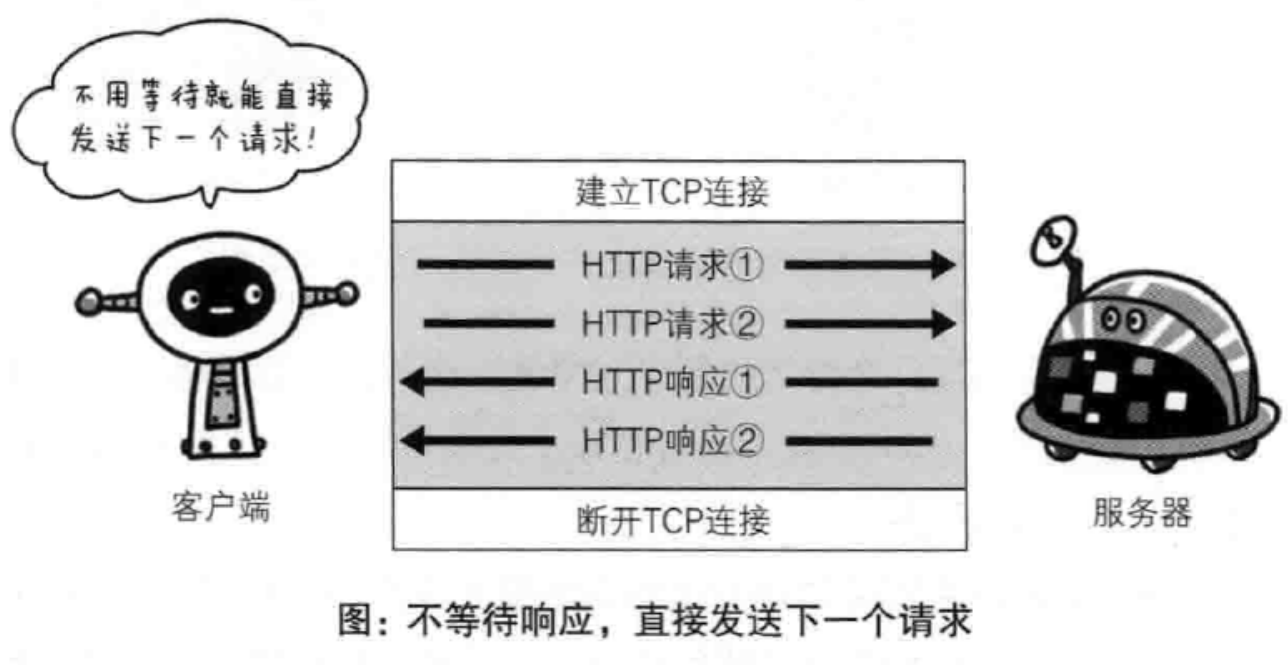 不用等待就能直接
发送下一个请求!
建立TCP连接
HTTP请求①
HTTP请求②
HTTP响应①
HTTP响应②
客户端
断开TCP连接
服务器
图：不等待响应，直接发送下一个请求